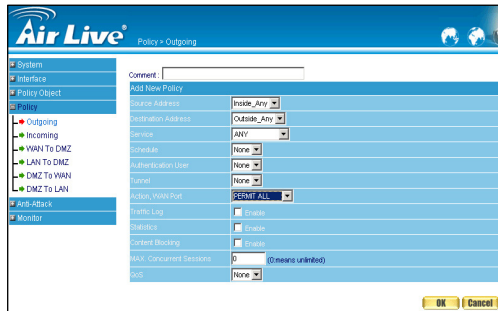 Air Live®
Policy > Outgoing
System
Interface
Policy Object
Policy
Outgoing
Incoming
WAN To DMZ
LAN To DMZ
DMZ To WAN
DMZ To LAN
Anti-Attack
Monitor
Comment :
Add New Policy
Source Address Inside_Any
Destination Address Outside_Any
Service ANY
Schedule None
Authentication User None
Tunnel None
Action, WAN Port PERMIT ALL
Traffic Log Enable
Statistics Enable
Content Blocking Enable
MAX. Concurrent Sessions 0 (0:means unlimited)
QoS None
OK Cancel